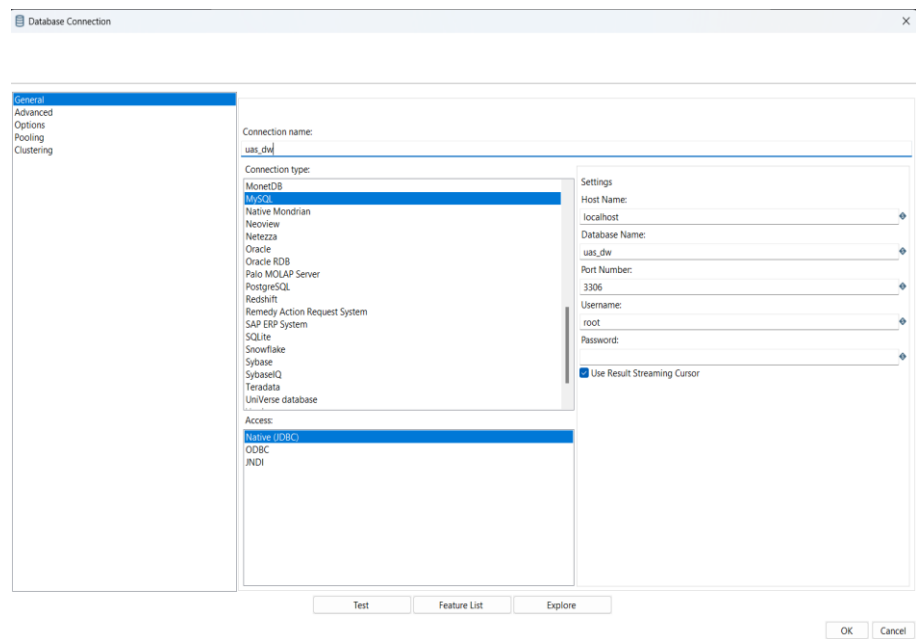 Database Connection
General
Advanced
Options
Pooling
Clustering
Connection name:
uas_dw
Connection type:
MonetDB
MySQL
Native Mondrian
Neoview
Netezza
Oracle
Oracle RDB
Palo MOLAP Server
PostgreSQL
Redshift
Remedy Action Request System
SAP ERP System
SQLite
Snowflake
Sybase
SybaseIQ
Teradata
UniVerse database
Access:
Native (JDBC)
ODBC
JNDI
Settings
Host Name:
localhost
Database Name:
uas_dw
Port Number:
3306
Username:
root
Password:
Use Result Streaming Cursor
Test Feature List Explore
OK Cancel